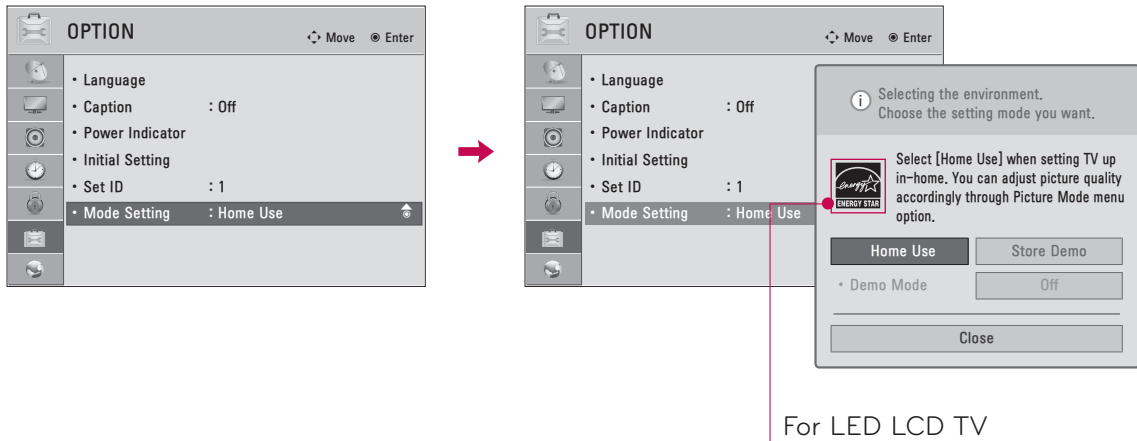 OPTION
Move Enter
• Language
• Caption : Off
• Power Indicator
• Initial Setting
• Set ID : 1
• Mode Setting : Home Use
OPTION
Move Enter
• Language
• Caption : Off
• Power Indicator
• Initial Setting
• Set ID : 1
• Mode Setting : Home Use
i Selecting the environment.
Choose the setting mode you want.
energy
ENERGY STAR
Select [Home Use] when setting TV up
in-home. You can adjust picture quality
accordingly through Picture Mode menu
option.
Home Use Store Demo
• Demo Mode Off
Close
For LED LCD TV